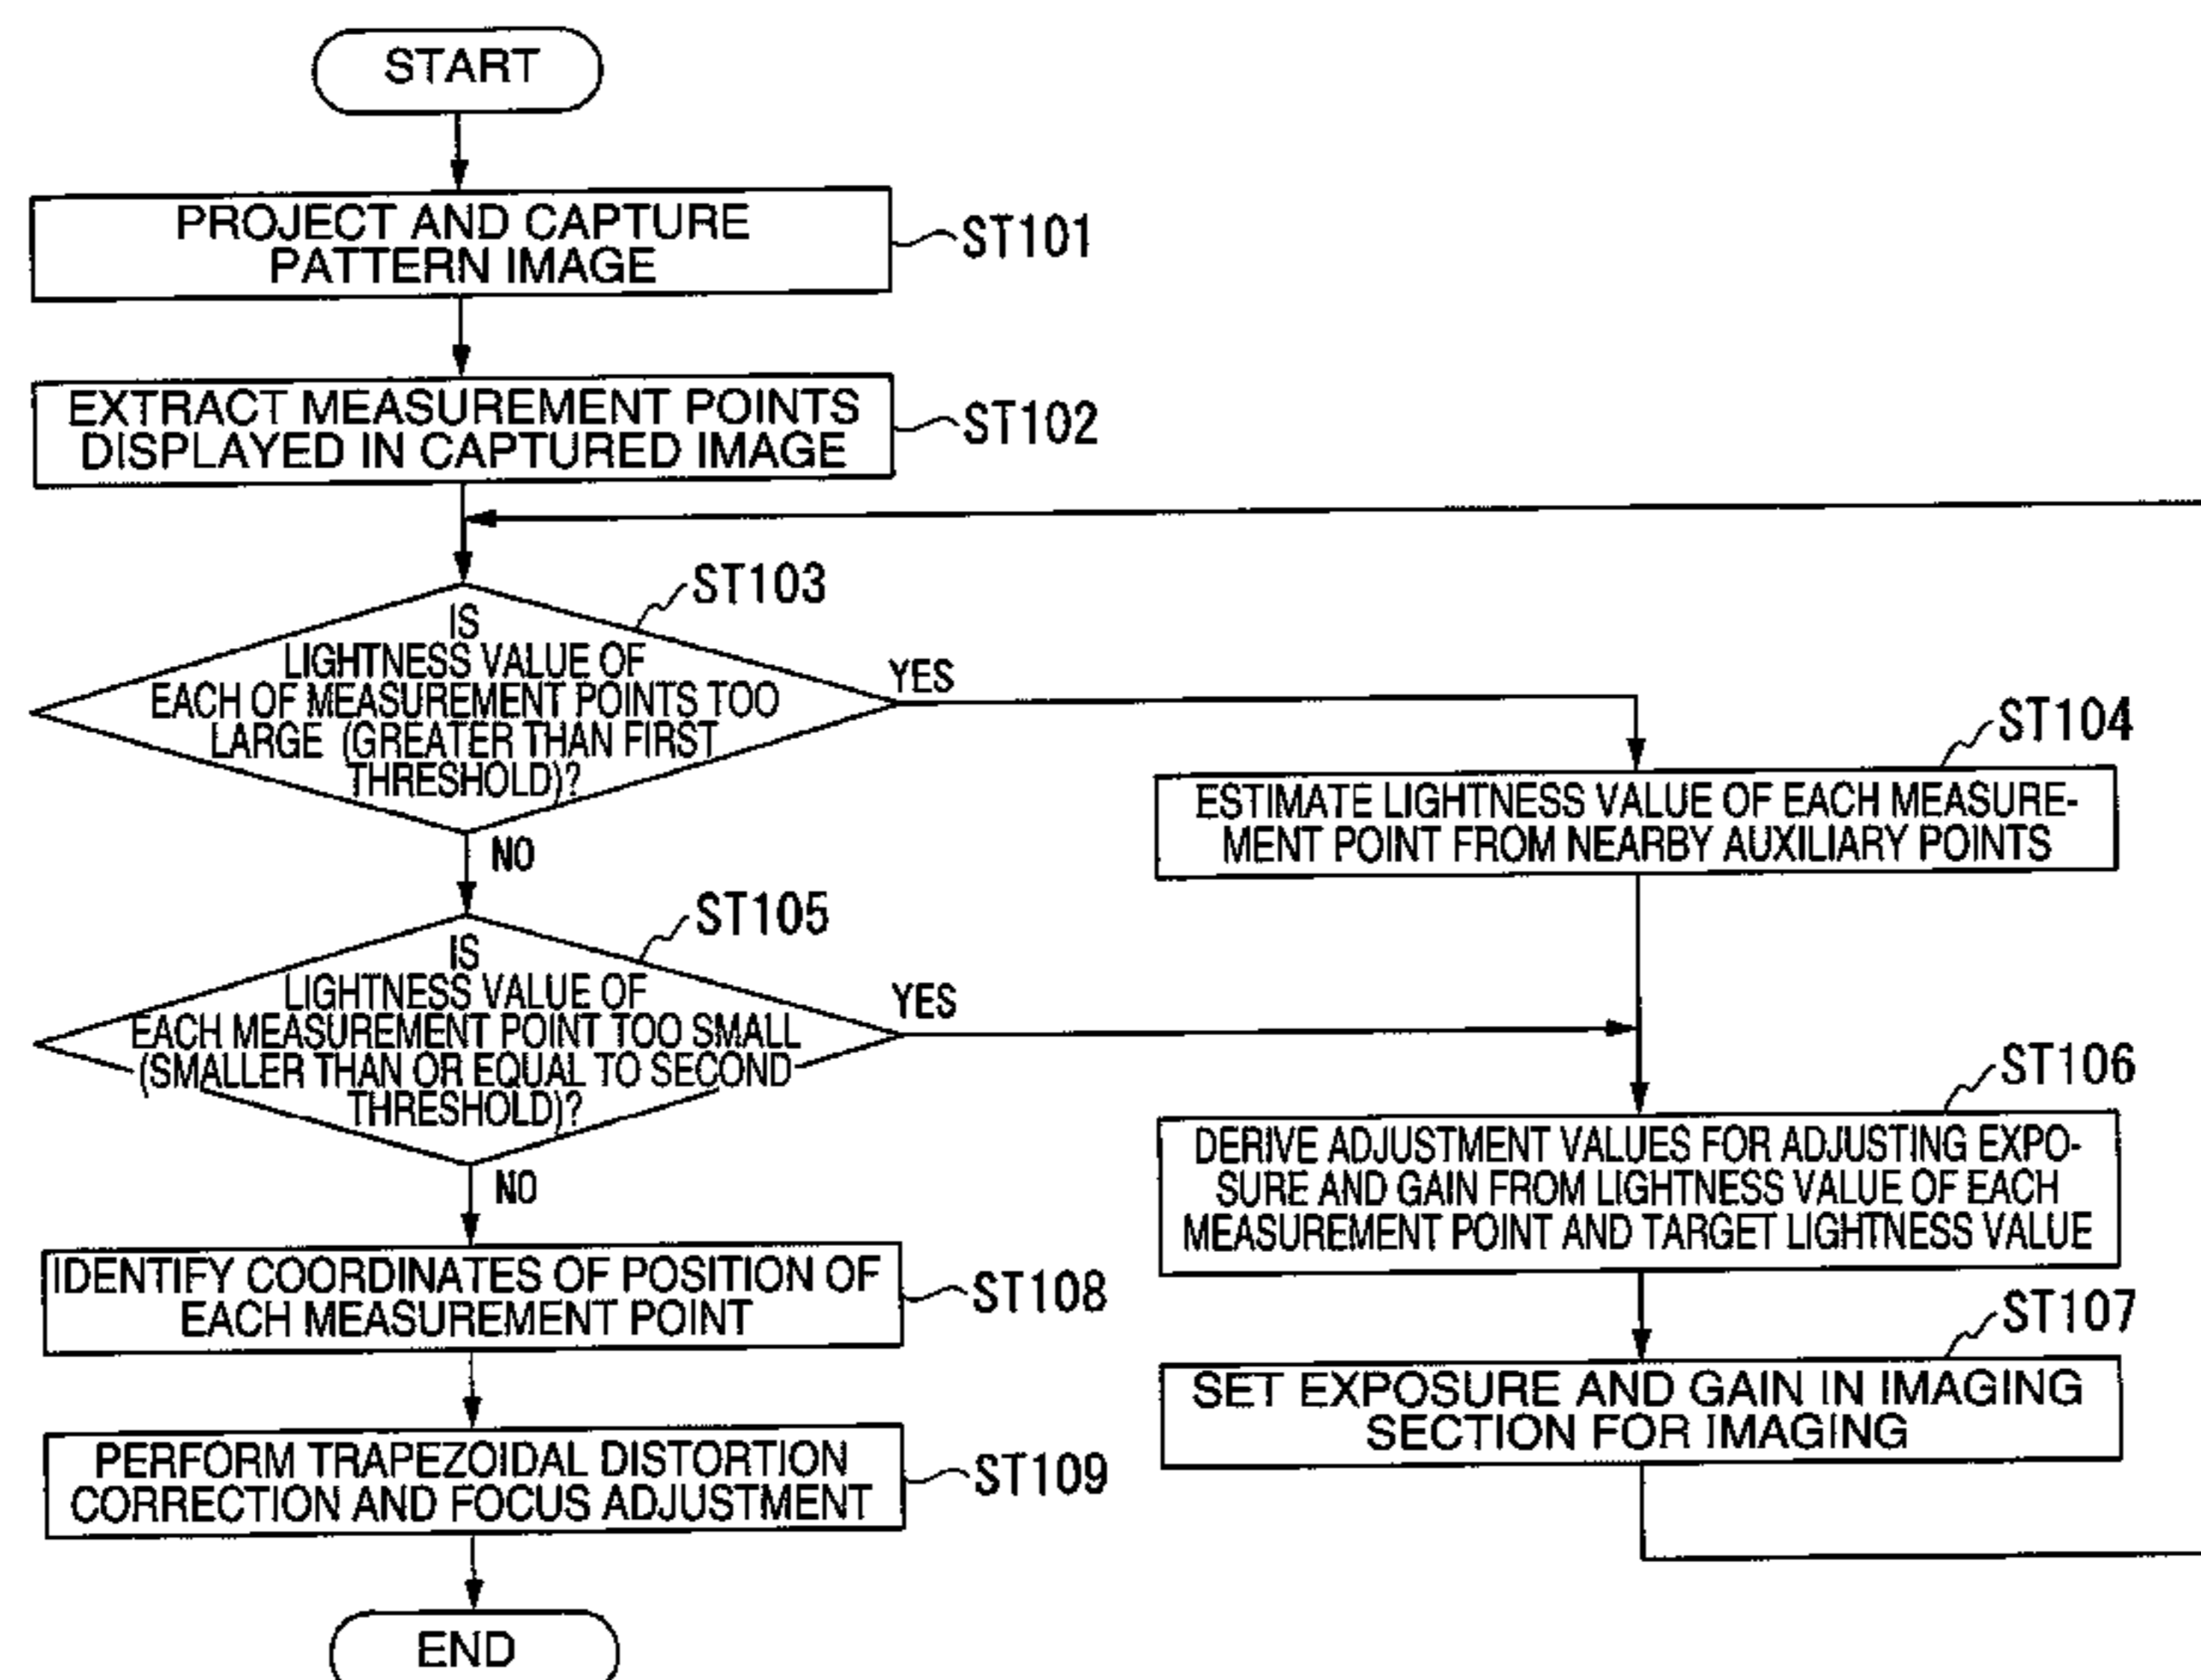 START
PROJECT AND CAPTURE
PATTERN IMAGE
ST101
EXTRACT MEASUREMENT POINTS
DISPLAYED IN CAPTURED IMAGE
ST102
ST103
IS
LIGHTNESS VALUE OF
EACH OF MEASUREMENT POINTS TOO
LARGE (GREATER THAN FIRST
THRESHOLD)?
YES
NO
ST104
ESTIMATE LIGHTNESS VALUE OF EACH MEASURE-
MENT POINT FROM NEARBY AUXILIARY POINTS
ST105
IS
LIGHTNESS VALUE OF
EACH MEASUREMENT POINT TOO SMALL
(SMALLER THAN OR EQUAL TO SECOND
THRESHOLD)?
YES
NO
ST106
DERIVE ADJUSTMENT VALUES FOR ADJUSTING EXPO-
SURE AND GAIN FROM LIGHTNESS VALUE OF EACH
MEASUREMENT POINT AND TARGET LIGHTNESS VALUE
ST107
SET EXPOSURE AND GAIN IN IMAGING
SECTION FOR IMAGING
IDENTIFY COORDINATES OF POSITION OF
EACH MEASUREMENT POINT
ST108
PERFORM TRAPEZOIDAL DISTORTION
CORRECTION AND FOCUS ADJUSTMENT
ST109
END